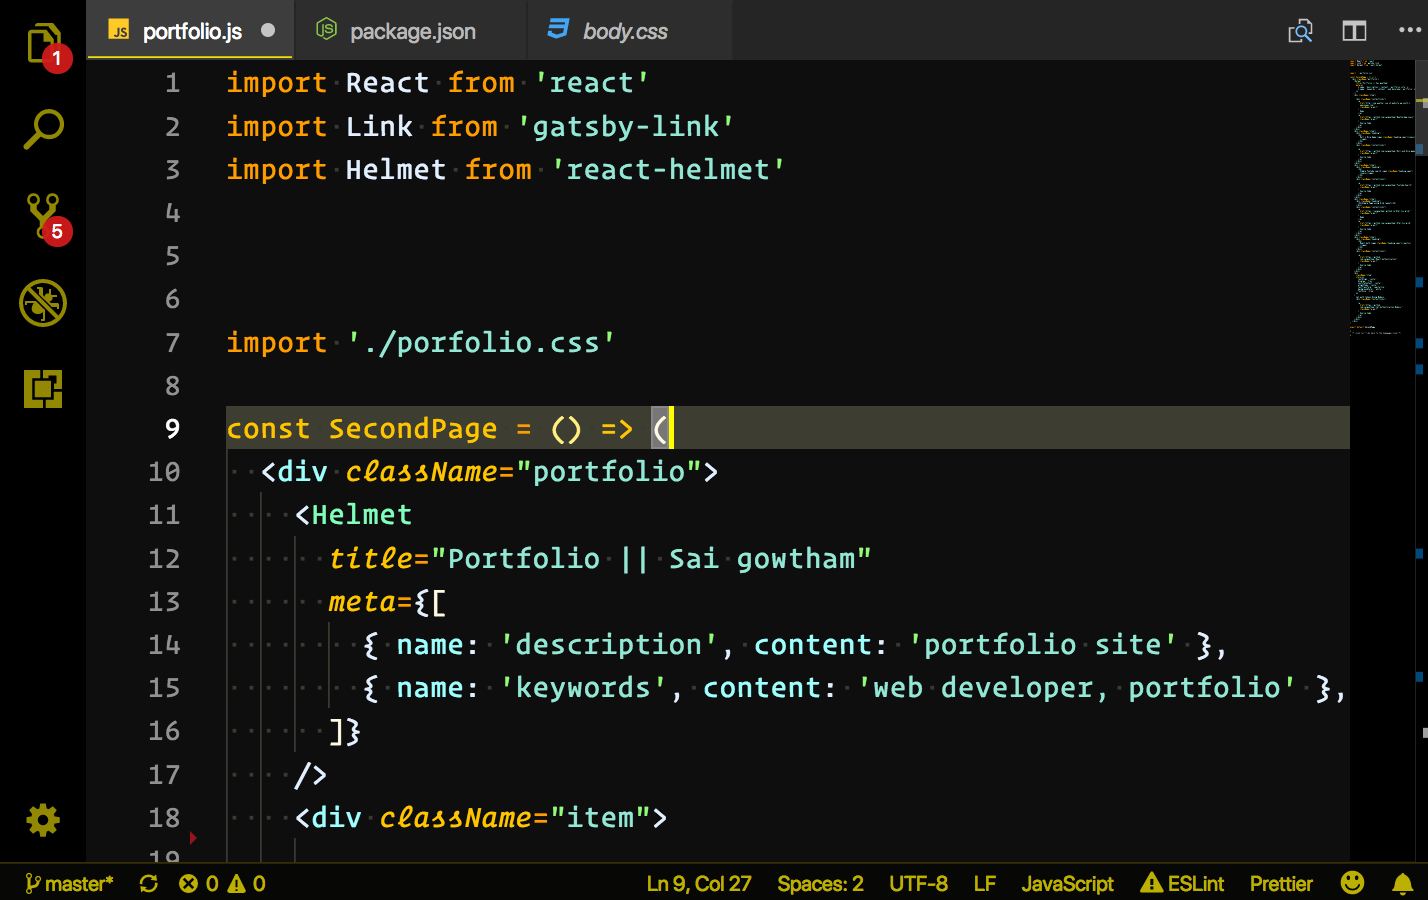 1
5
JS portfolio.js
JS package.json
body.css
1 import React from 'react'
2 import Link from 'gatsby-link'
3 import Helmet from 'react-helmet'
4
5
6
7 import './porfolio.css'
8
9 const SecondPage = () => (
10 <div className="portfolio">
11 <Helmet
12 title="Portfolio || Sai gowtham"
13 meta={[
14 { name: 'description', content: 'portfolio site' },
15 { name: 'keywords', content: 'web developer, portfolio' },
16 ]}
17 />
18 <div className="item">
19
master* 0 0 Ln 9, Col 27 Spaces: 2 UTF-8 LF JavaScript ESLint Prettier